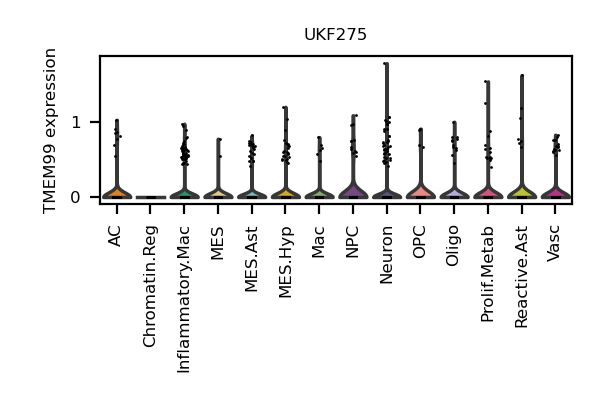 UKF275
TMEM99 expression
1
0
AC
Chromatin.Reg
Inflammatory.Mac
MES
MES.Ast
MES.Hyp
Mac
NPC
Neuron
OPC
Oligo
Prolif.Metab
Reactive.Ast
Vasc